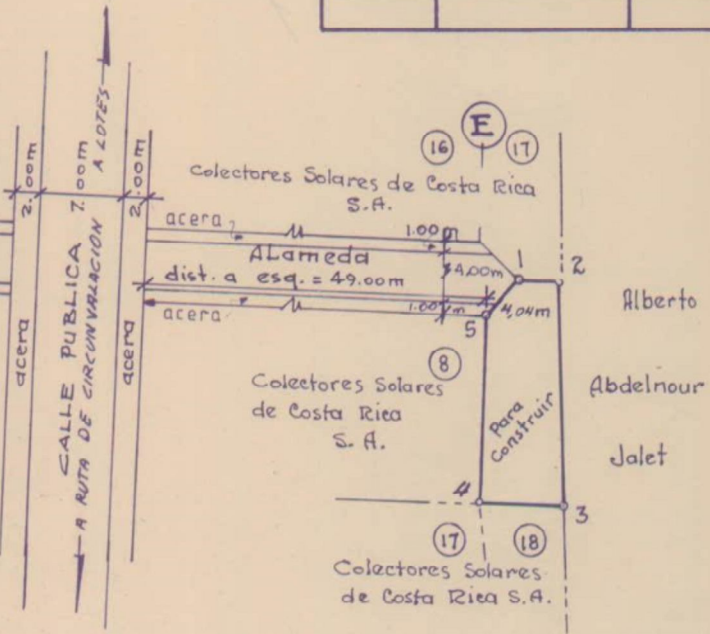 E
16
17
Colectores Solares de Costa Rica
S.A.
acera
1.00m
ALameda
4.00m
dist. a esq. = 49.00m
acera
1.00m
1
2
4,04m
5
8
Colectores Solares
de Costa Rica
S. A.
Para
Construir
Alberto
Abdelnour
Jalet
4
3
17
18
Colectores Solares
de Costa Rica S.A.
acera
2.00m
CALLE PUBLICA 7.00m
A RUTA DE CIRCUNVALACION
A LOTES
2.00m
acera